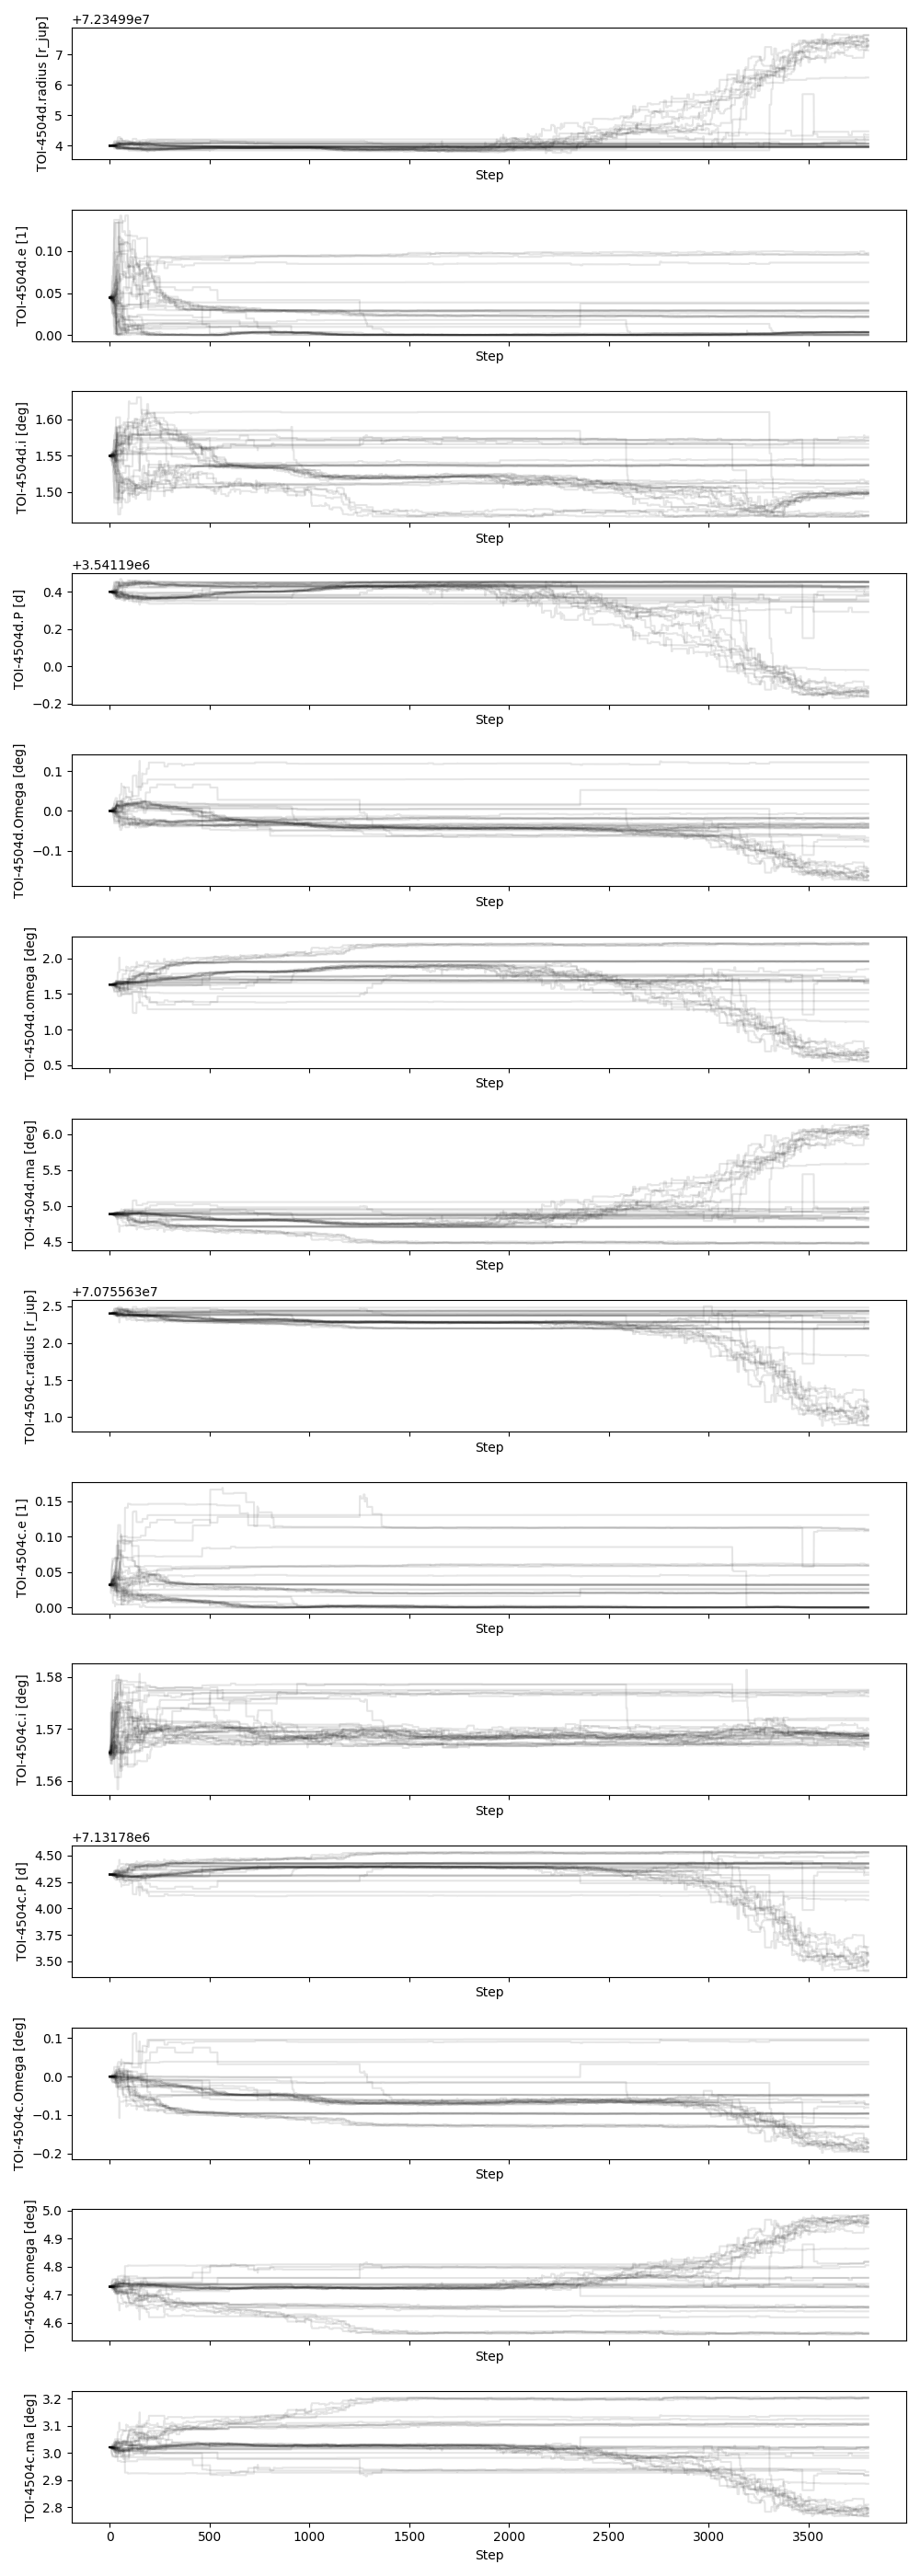 +7.23499e7
TOI-4504d.radius [r_jup]
7
6
5
4
Step
TOI-4504d.e [1]
0.10
0.05
0.00
Step
TOI-4504d.i [deg]
1.60
1.55
1.50
Step
+3.54119e6
TOI-4504d.P [d]
0.4
0.2
0.0
−0.2
Step
TOI-4504d.Omega [deg]
0.1
0.0
−0.1
Step
TOI-4504d.omega [deg]
2.0
1.5
1.0
0.5
Step
TOI-4504d.ma [deg]
6.0
5.5
5.0
4.5
Step
+7.075563e7
TOI-4504c.radius [r_jup]
2.5
2.0
1.5
1.0
Step
TOI-4504c.e [1]
0.15
0.10
0.05
0.00
Step
TOI-4504c.i [deg]
1.58
1.57
1.56
Step
+7.13178e6
TOI-4504c.P [d]
4.50
4.25
4.00
3.75
3.50
Step
TOI-4504c.Omega [deg]
0.1
0.0
−0.1
−0.2
Step
TOI-4504c.omega [deg]
5.0
4.9
4.8
4.7
4.6
Step
TOI-4504c.ma [deg]
3.2
3.1
3.0
2.9
2.8
0 500 1000 1500 2000 2500 3000 3500
Step